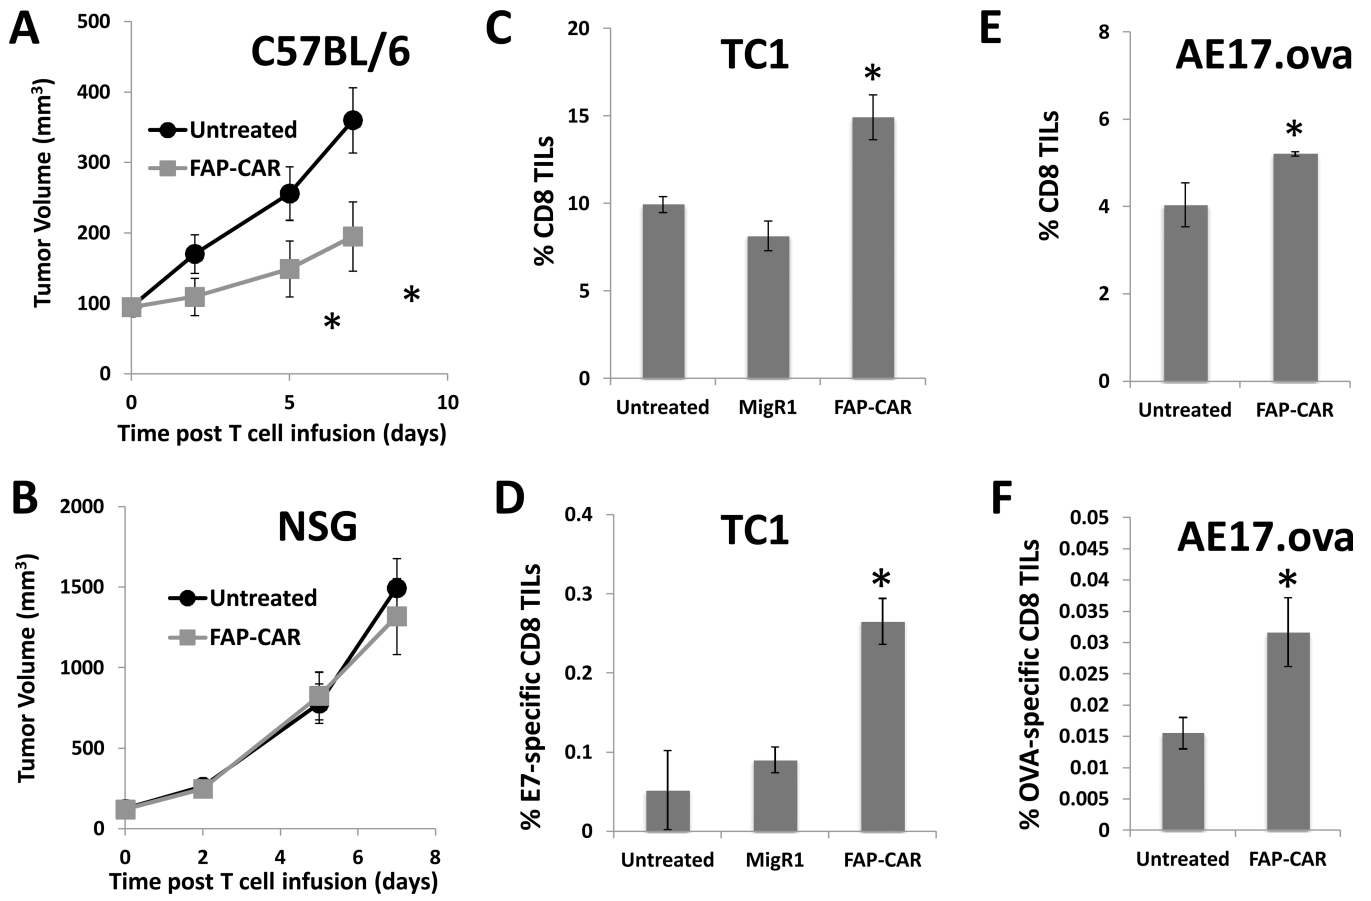 A
C57BL/6
Tumor Volume (mm³)
500
400
300
200
100
0
Untreated
FAP-CAR
*
*
0
5
10
Time post T cell infusion (days)
B
NSG
Tumor Volume (mm³)
2000
1500
1000
500
0
Untreated
FAP-CAR
0
2
4
6
8
Time post T cell infusion (days)
C
TC1
% CD8 TILs
20
15
10
5
0
*
Untreated
MigR1
FAP-CAR
D
TC1
% E7-specific CD8 TILs
0.4
0.3
0.2
0.1
0
*
Untreated
MigR1
FAP-CAR
E
AE17.ova
% CD8 TILs
8
6
4
2
0
*
Untreated
FAP-CAR
F
AE17.ova
% OVA-specific CD8 TILs
0.05
0.045
0.04
0.035
0.03
0.025
0.02
0.015
0.01
0.005
0
*
Untreated
FAP-CAR